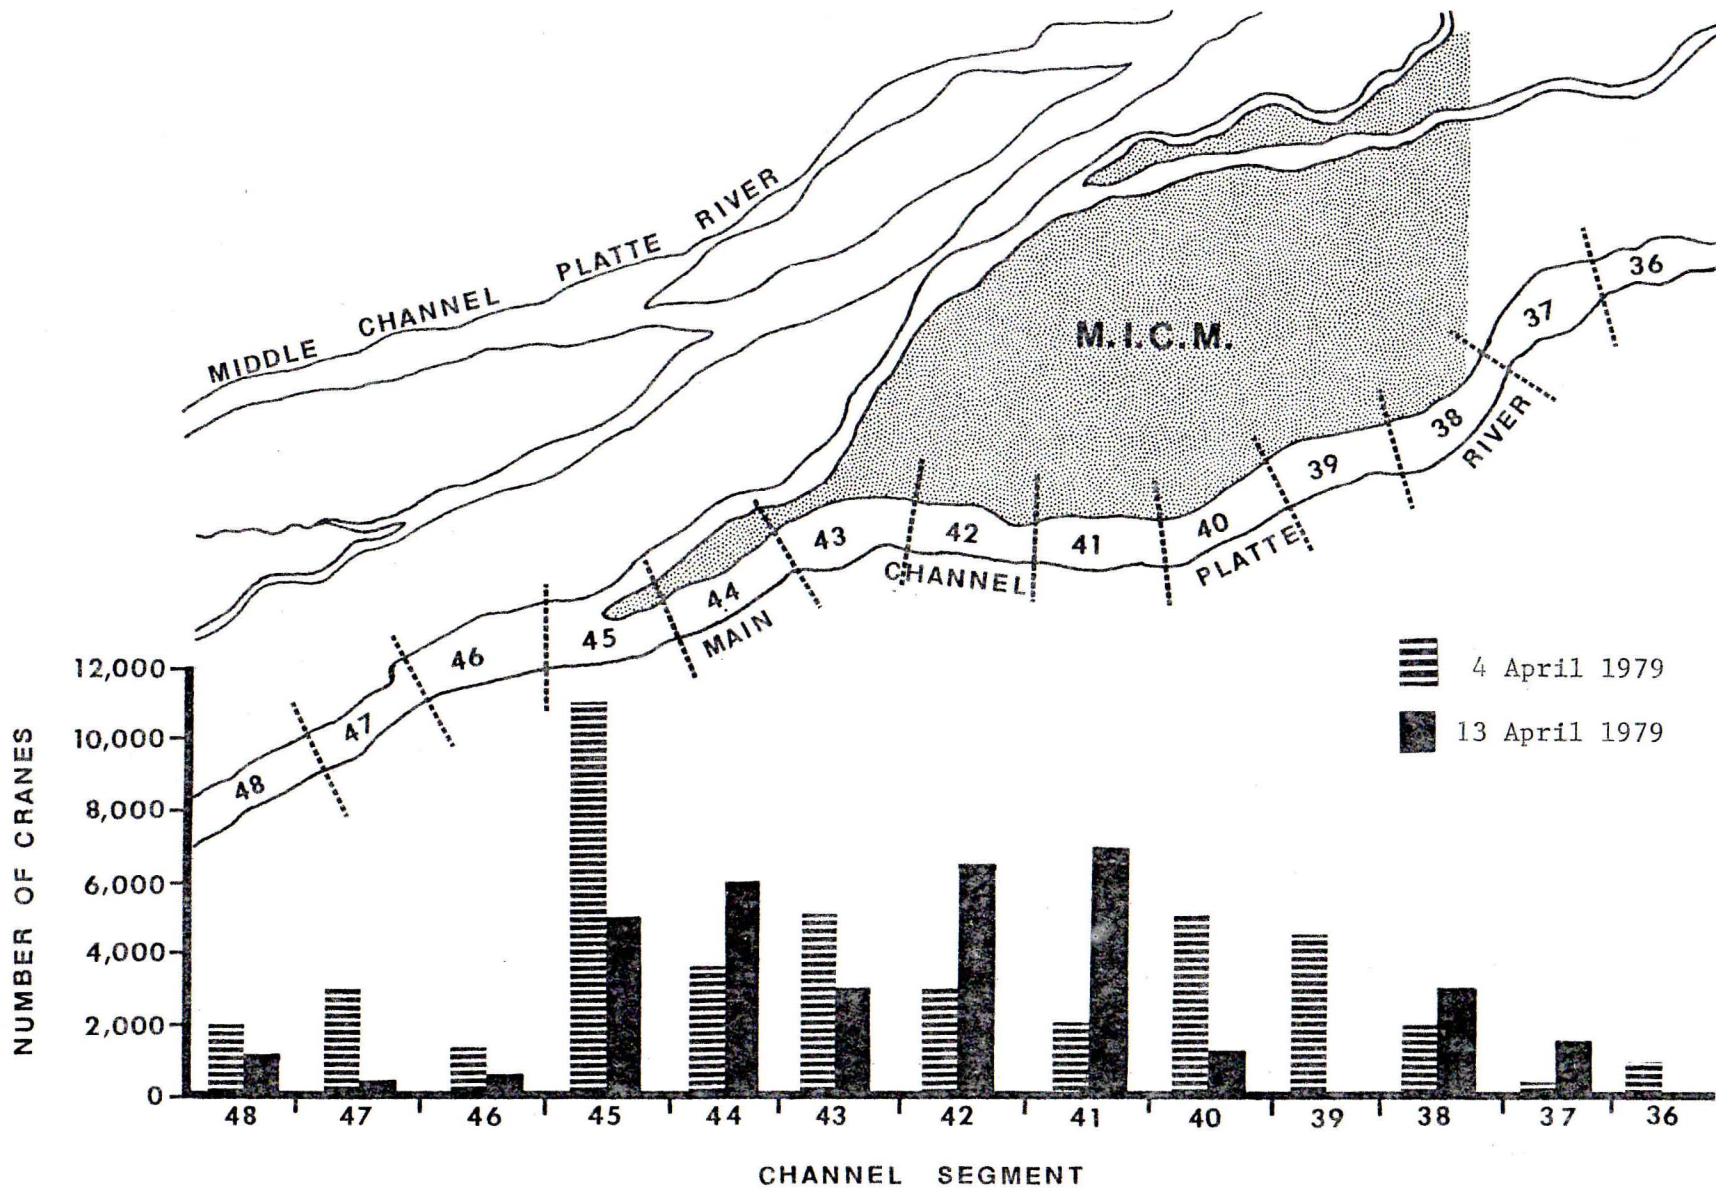 MIDDLE CHANNEL PLATTE RIVER
M.I.C.M.
36
37
38
39
40
41
42
43
44
45
46
47
48
MAIN CHANNEL PLATTE RIVER
4 April 1979
13 April 1979
NUMBER OF CRANES
12,000
10,000
8,000
6,000
4,000
2,000
0
48 47 46 45 44 43 42 41 40 39 38 37 36
CHANNEL SEGMENT